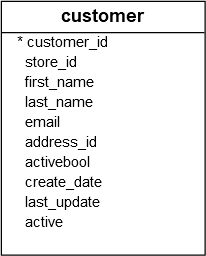 customer
* customer_id
store_id
first_name
last_name
email
address_id
activebool
create_date
last_update
active